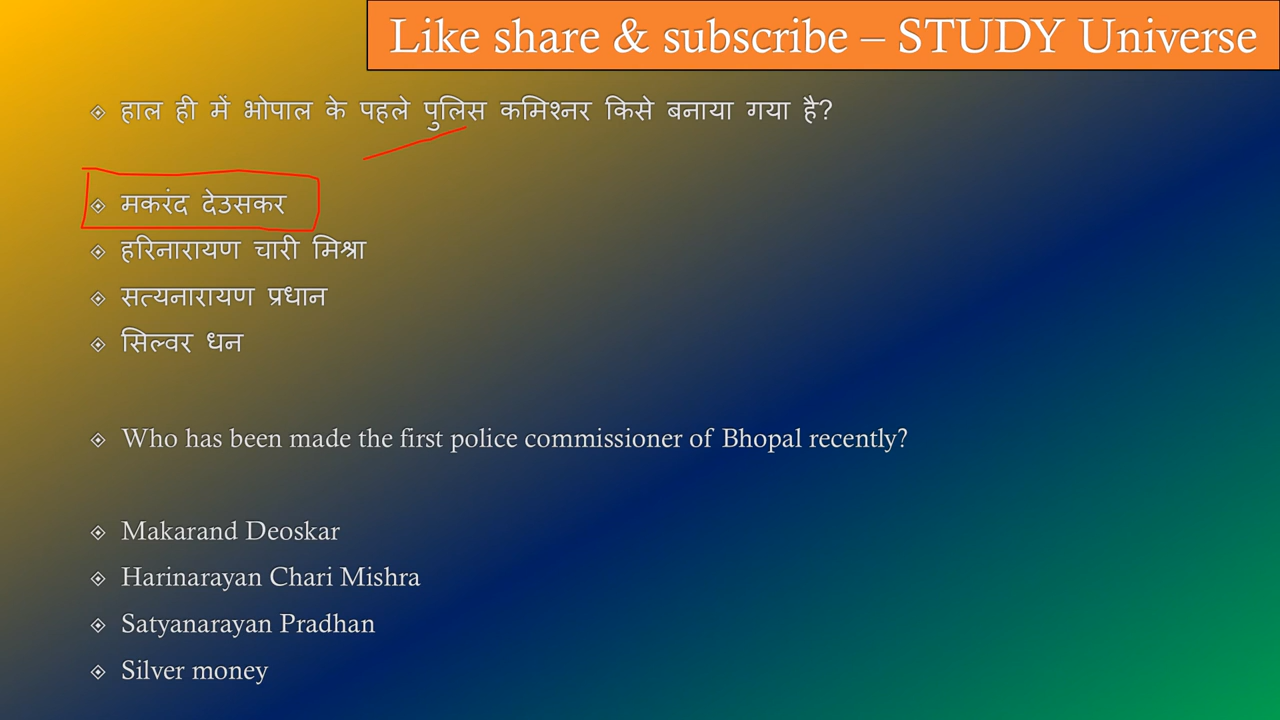 Like share & subscribe – STUDY Universe
हाल ही में भोपाल के पहले पुलिस कमिश्नर किसे बनाया गया है?
मकरंद देउसकर
हरिनारायण चारी मिश्रा
सत्यनारायण प्रधान
सिल्वर धन
Who has been made the first police commissioner of Bhopal recently?
Makarand Deoskar
Harinarayan Chari Mishra
Satyanarayan Pradhan
Silver money